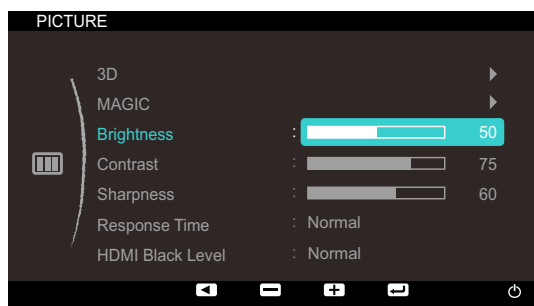 PICTURE
3D
MAGIC
Brightness : 50
Contrast : 75
Sharpness : 60
Response Time : Normal
HDMI Black Level : Normal